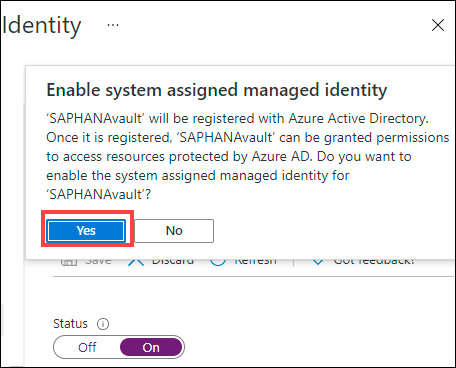 Identity ...
Enable system assigned managed identity
‘SAPHANAvault’ will be registered with Azure Active Directory.
Once it is registered, ‘SAPHANAvault’ can be granted permissions
to access resources protected by Azure AD. Do you want to
enable the system assigned managed identity for
‘SAPHANAvault’?
Yes No
Save Discard Refresh Got feedback?
Status
Off On